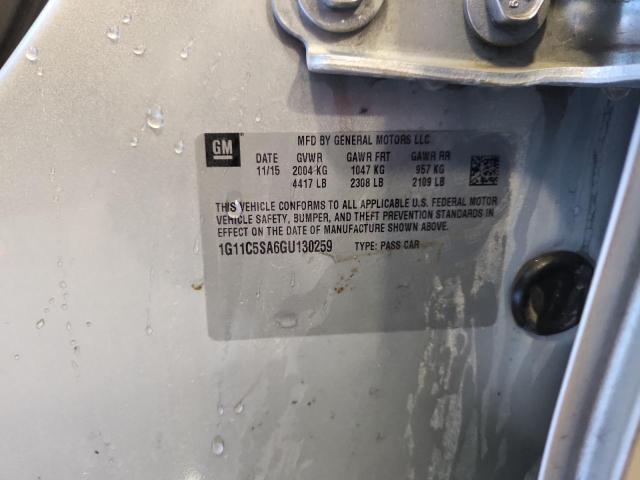 GM
MFD BY GENERAL MOTORS LLC
DATE GVWR GAWR FRT GAWR RR
11/15 2004 KG 1047 KG 957 KG
4417 LB 2308 LB 2109 LB
THIS VEHICLE CONFORMS TO ALL APPLICABLE U.S. FEDERAL MOTOR
VEHICLE SAFETY, BUMPER, AND THEFT PREVENTION STANDARDS IN
EFFECT ON THE DATE OF MANUFACTURE SHOWN ABOVE.
1G11C5SA6GU130259 TYPE: PASS CAR